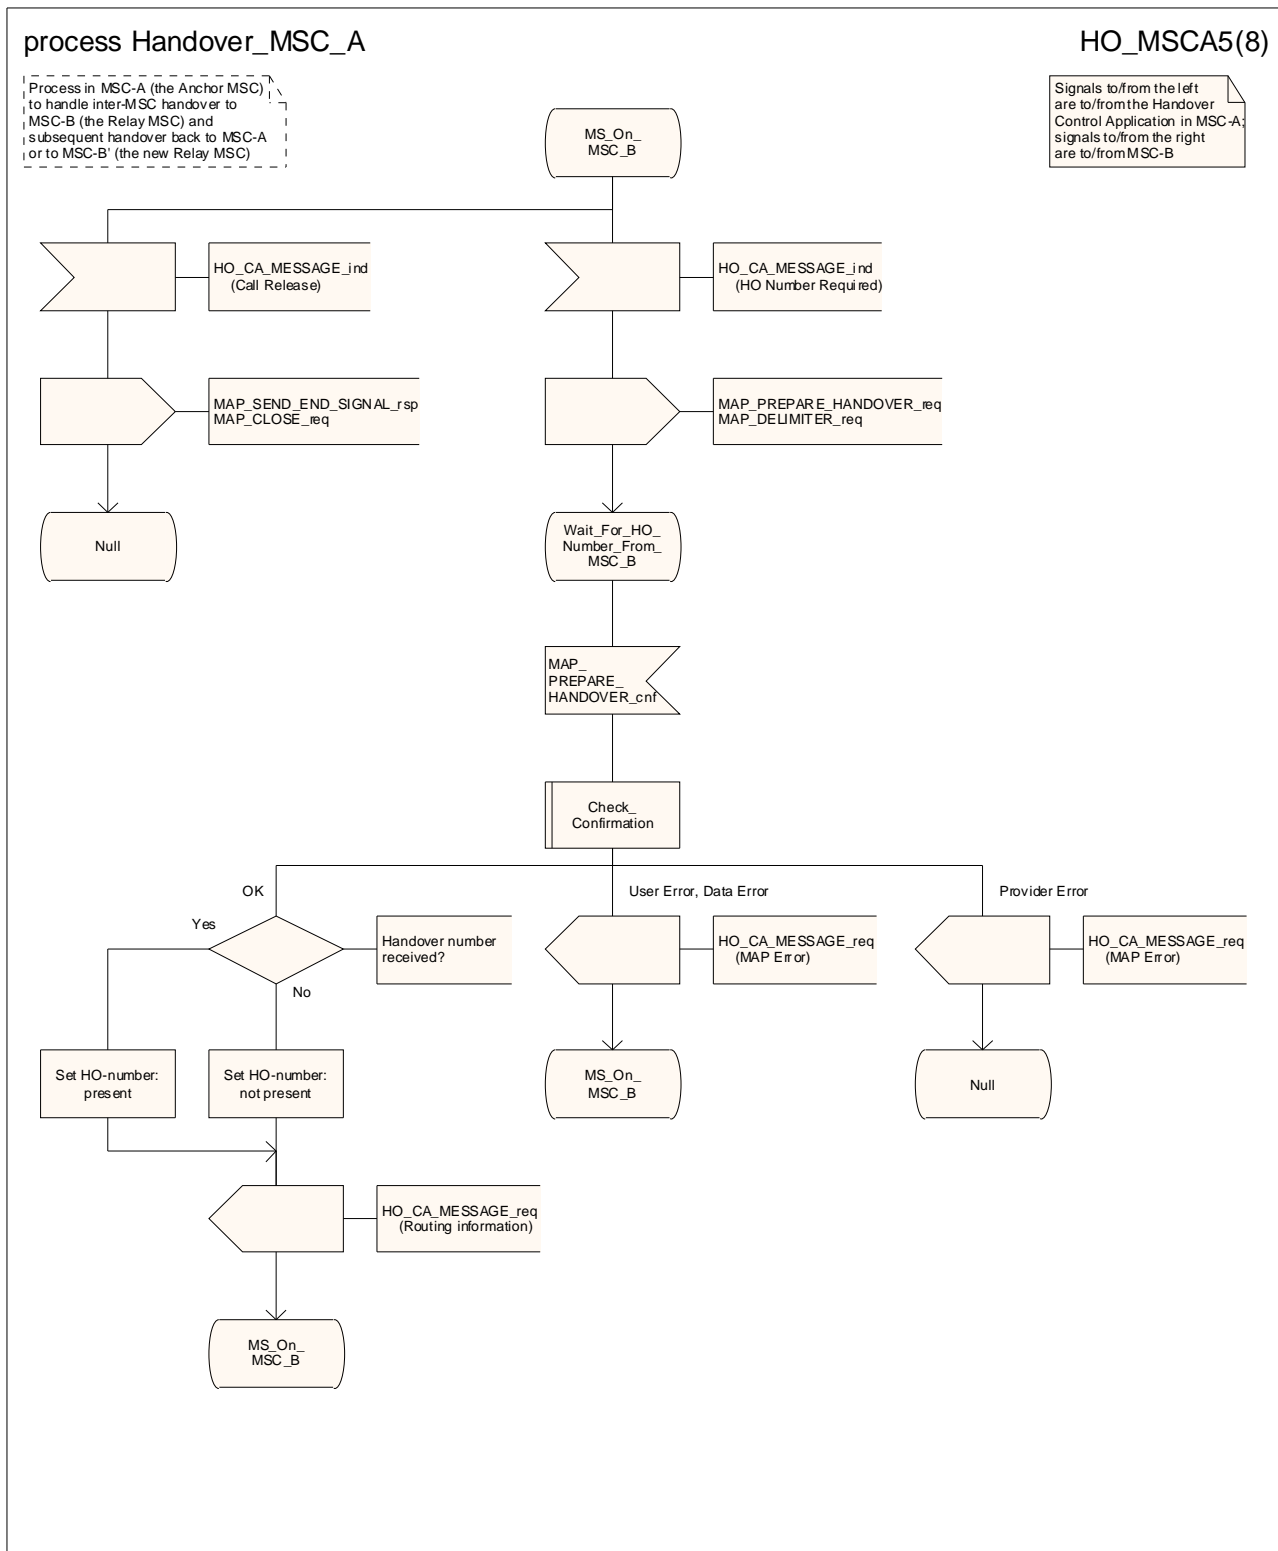 process Handover_MSC_A
HO_MSCA5(8)
Process in MSC-A (the Anchor MSC)
to handle inter-MSC handover to
MSC-B (the Relay MSC) and
subsequent handover back to MSC-A
or to MSC-B' (the new Relay MSC)
Signals to/from the left
are to/from the Handover
Control Application in MSC-A;
signals to/from the right
are to/from MSC-B
MS_On_
MSC_B
HO_CA_MESSAGE_ind
(Call Release)
HO_CA_MESSAGE_ind
(HO Number Required)
MAP_SEND_END_SIGNAL_rsp
MAP_CLOSE_req
MAP_PREPARE_HANDOVER_req
MAP_DELIMITER_req
Null
Wait_For_HO_
Number_From_
MSC_B
MAP_
PREPARE_
HANDOVER_cnf
Check_
Confirmation
OK
User Error, Data Error
Provider Error
Yes
Handover number
received?
No
HO_CA_MESSAGE_req
(MAP Error)
HO_CA_MESSAGE_req
(MAP Error)
Set HO-number:
present
Set HO-number:
not present
MS_On_
MSC_B
Null
HO_CA_MESSAGE_req
(Routing information)
MS_On_
MSC_B